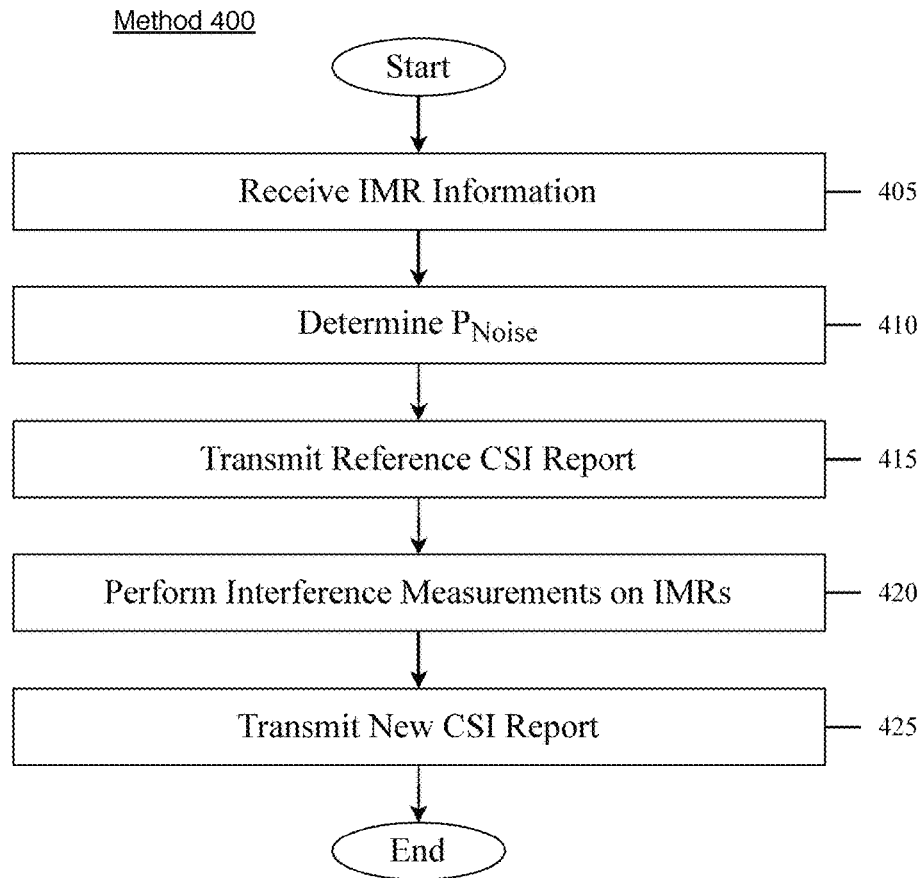 Method 400
Start
Receive IMR Information
405
Determine PNoise
410
Transmit Reference CSI Report
415
Perform Interference Measurements on IMRs
420
Transmit New CSI Report
425
End